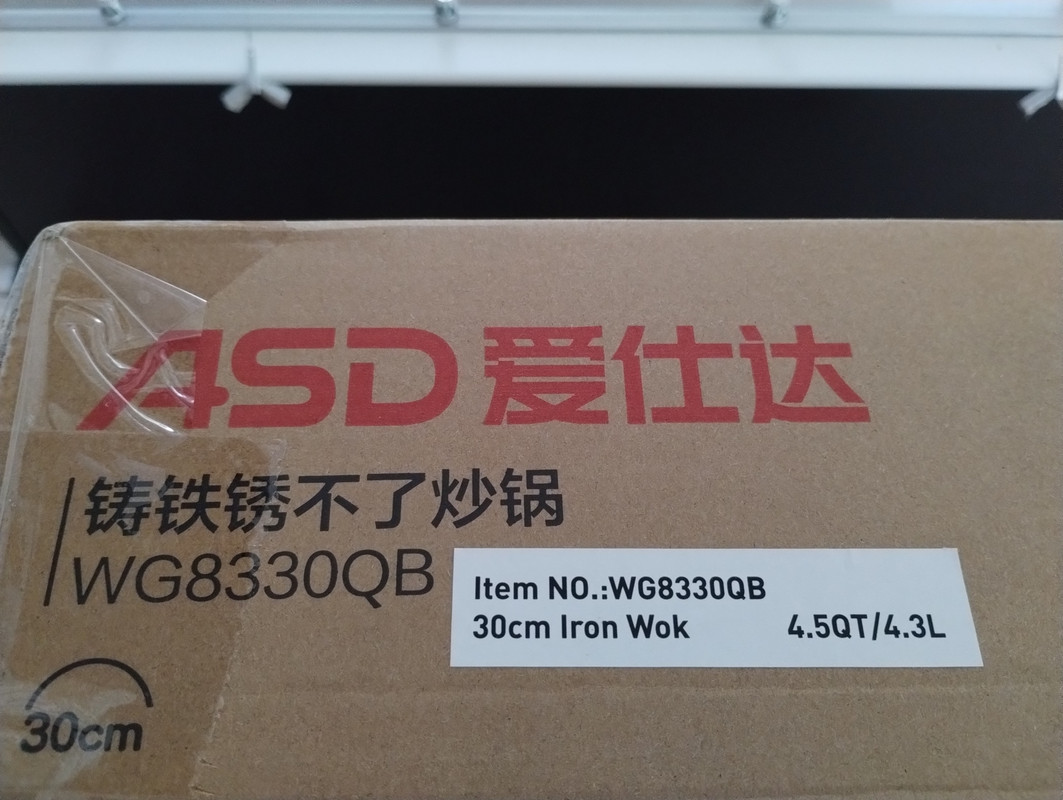 ASD 爱仕达
铸铁锈不了炒锅
WG8330QB
Item NO.:WG8330QB
30cm Iron Wok 4.5QT/4.3L
30cm